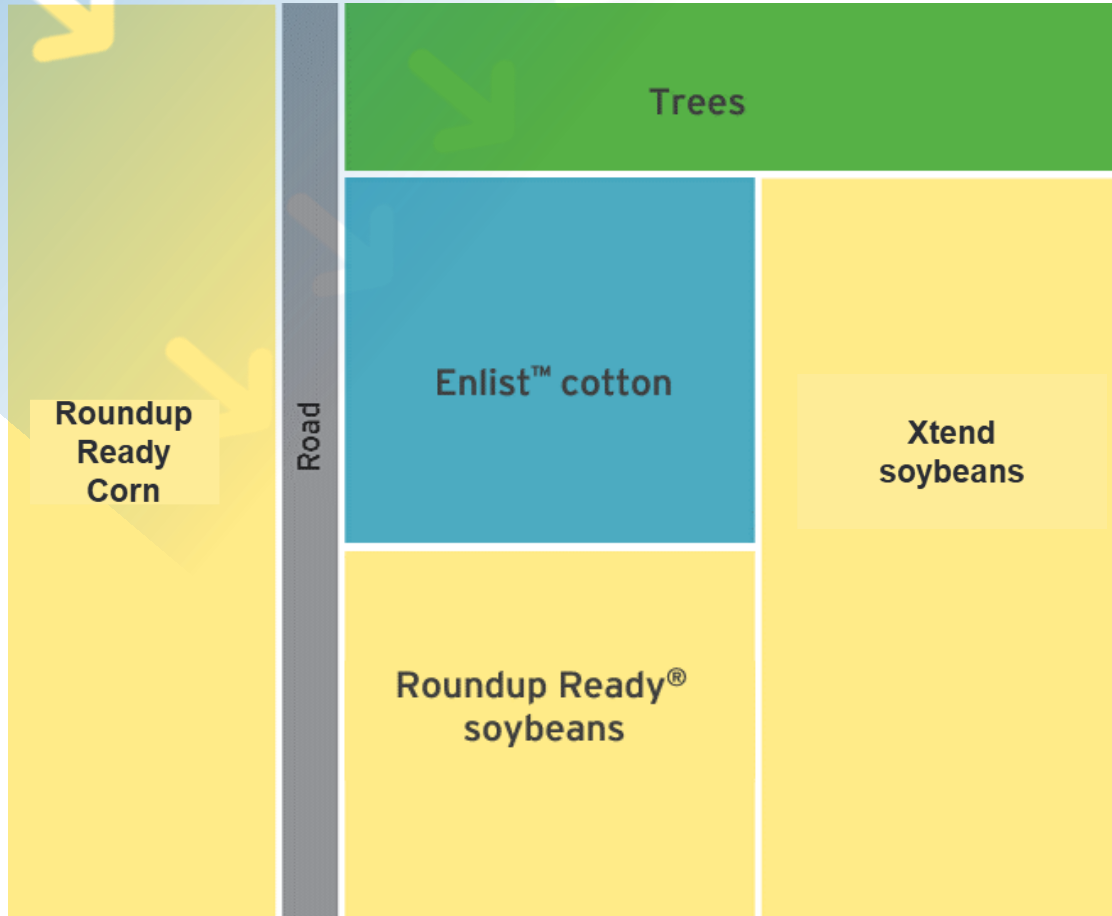 Trees
Enlist™ cotton
Roundup
Ready
Corn
Road
Xtend
soybeans
Roundup Ready®
soybeans